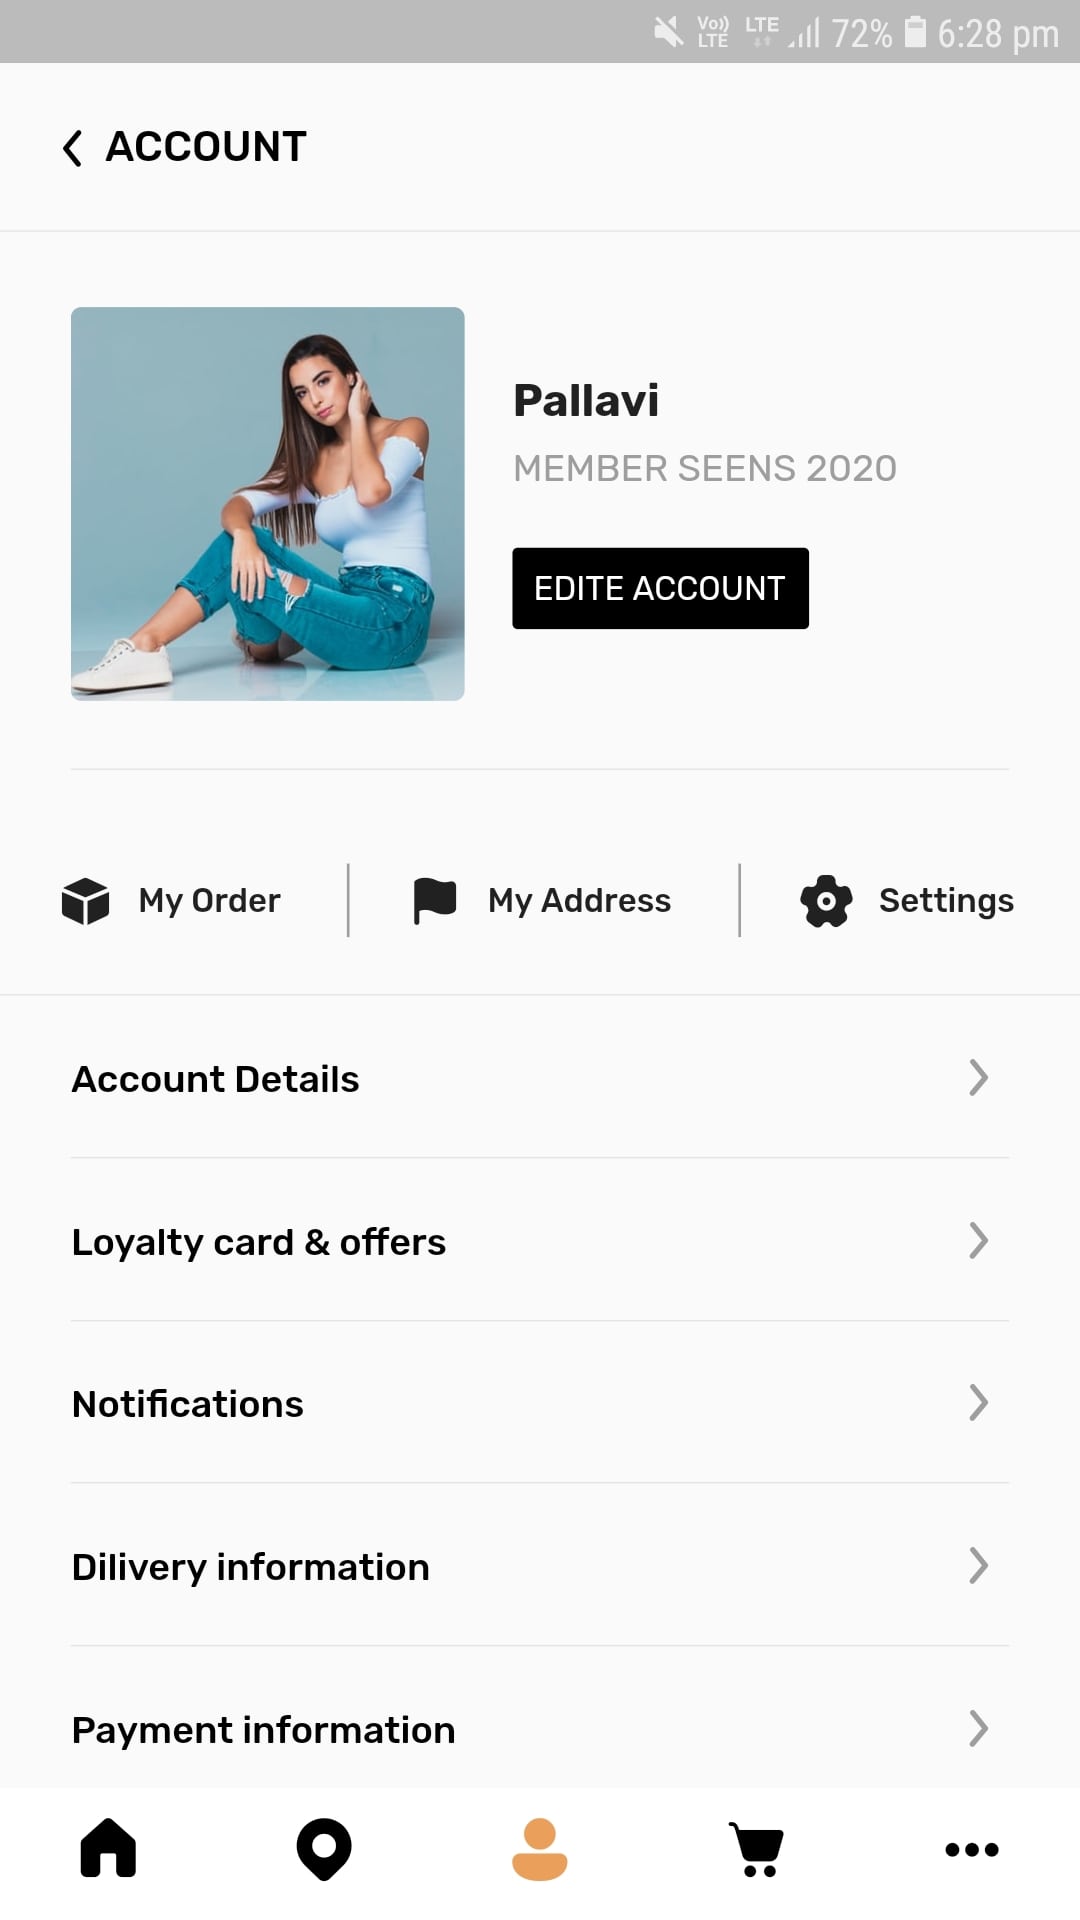 Vo)) LTE LTE 72% 6:28 pm
ACCOUNT
Pallavi
MEMBER SEENS 2020
EDITE ACCOUNT
My Order My Address Settings
Account Details
Loyalty card & offers
Notifications
Dilivery information
Payment information